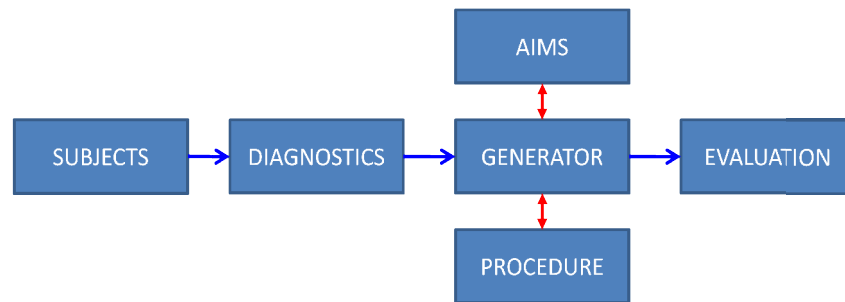 AIMS
SUBJECTS
DIAGNOSTICS
GENERATOR
EVALUATION
PROCEDURE